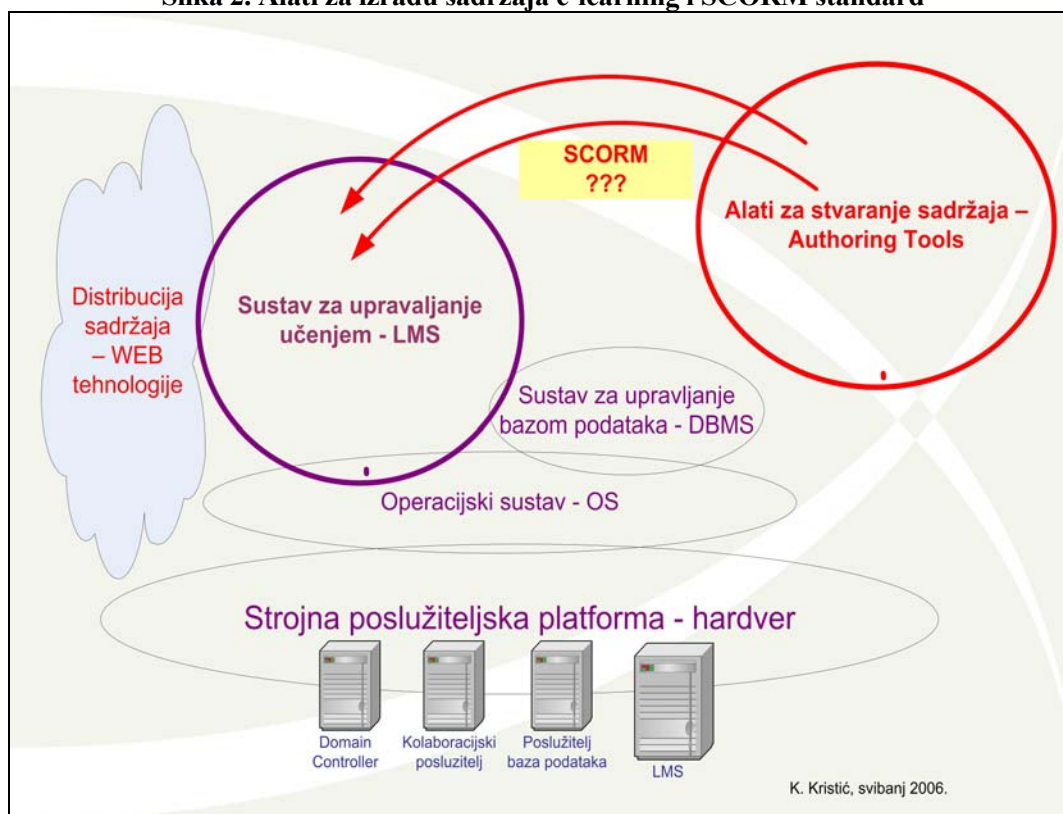 Slika 2. Alati za izradu sadržaja e-learning i SCORM standard
SCORM
???
Alati za stvaranje sadržaja –
Authoring Tools
Distribucija
sadržaja
– WEB
tehnologije
Sustav za upravaljanje
učenjem - LMS
Sustav za upravljanje
bazom podataka - DBMS
Operacijski sustav - OS
Strojna poslužiteljska platforma - hardver
Domain
Controller
Kolaboracijski
posluzitelj
Poslužitelj
baza podataka
LMS
K. Kristić, svibanj 2006.